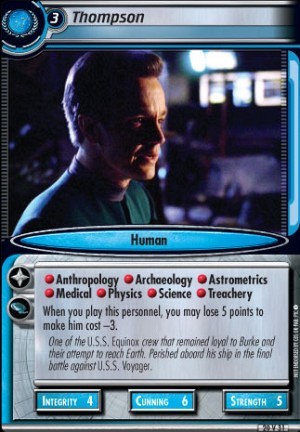 3 Thompson
Human
Anthropology Archaeology Astrometrics
Medical Physics Science Treachery
When you play this personnel, you may lose 5 points to
make him cost –3.
One of the U.S.S. Equinox crew that remained loyal to Burke and
their attempt to reach Earth. Perished aboard his ship in the final
battle against U.S.S. Voyager.
INTEGRITY 4 CUNNING 6 STRENGTH 5